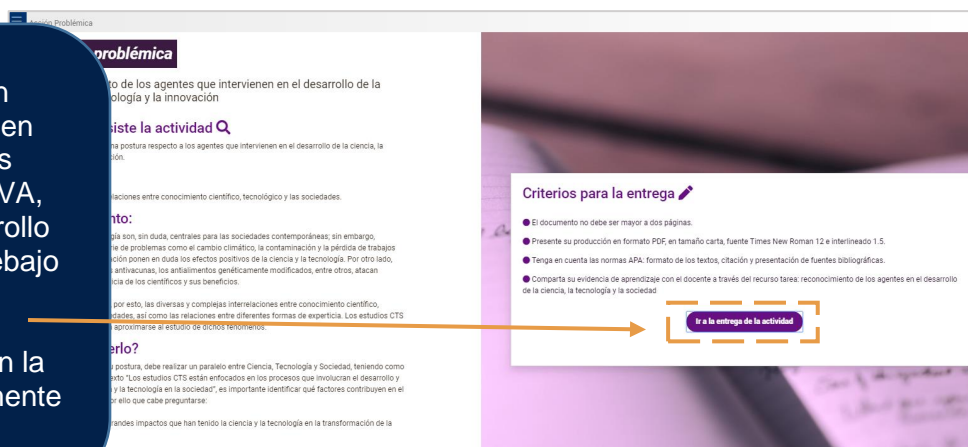 Acción Problémica
problémica
to de los agentes que intervienen en el desarrollo de la
ología y la innovación
siste la actividad
na postura respecto a los agentes que intervienen en el desarrollo de la ciencia, la
ión.
laciones entre conocimiento científico, tecnológico y las sociedades.
nto:
gía son, sin duda, centrales para las sociedades contemporáneas; sin embargo,
rie de problemas como el cambio climático, la contaminación y la pérdida de trabajos
ación ponen en duda los efectos positivos de la ciencia y la tecnología. Por otro lado,
s antivacunas, los antialimentos genéticamente modificados, entre otros, atacan
icia de los científicos y sus beneficios.
por esto, las diversas y complejas interrelaciones entre conocimiento científico,
edades, así como las relaciones entre diferentes formas de experticia. Los estudios CTS
aproximarse al estudio de dichos fenómenos.
erlo?
u postura, debe realizar un paralelo entre Ciencia, Tecnología y Sociedad, teniendo como
exto "Los estudios CTS están enfocados en los procesos que involucran el desarrollo y
y la tecnología en la sociedad", es importante identificar qué factores contribuyen en el
or ello que cabe preguntarse:
randes impactos que han tenido la ciencia y la tecnología en la transformación de la
n
en
s
VA,
rollo
ebajo
n la
mente
Criterios para la entrega
El documento no debe ser mayor a dos páginas.
Presente su producción en formato PDF, en tamaño carta, fuente Times New Roman 12 e interlineado 1.5.
Tenga en cuenta las normas APA: formato de los textos, citación y presentación de fuentes bibliográficas.
Comparta su evidencia de aprendizaje con el docente a través del recurso tarea: reconocimiento de los agentes en el desarrollo
de la ciencia, la tecnología y la sociedad
Ir a la entrega de la actividad